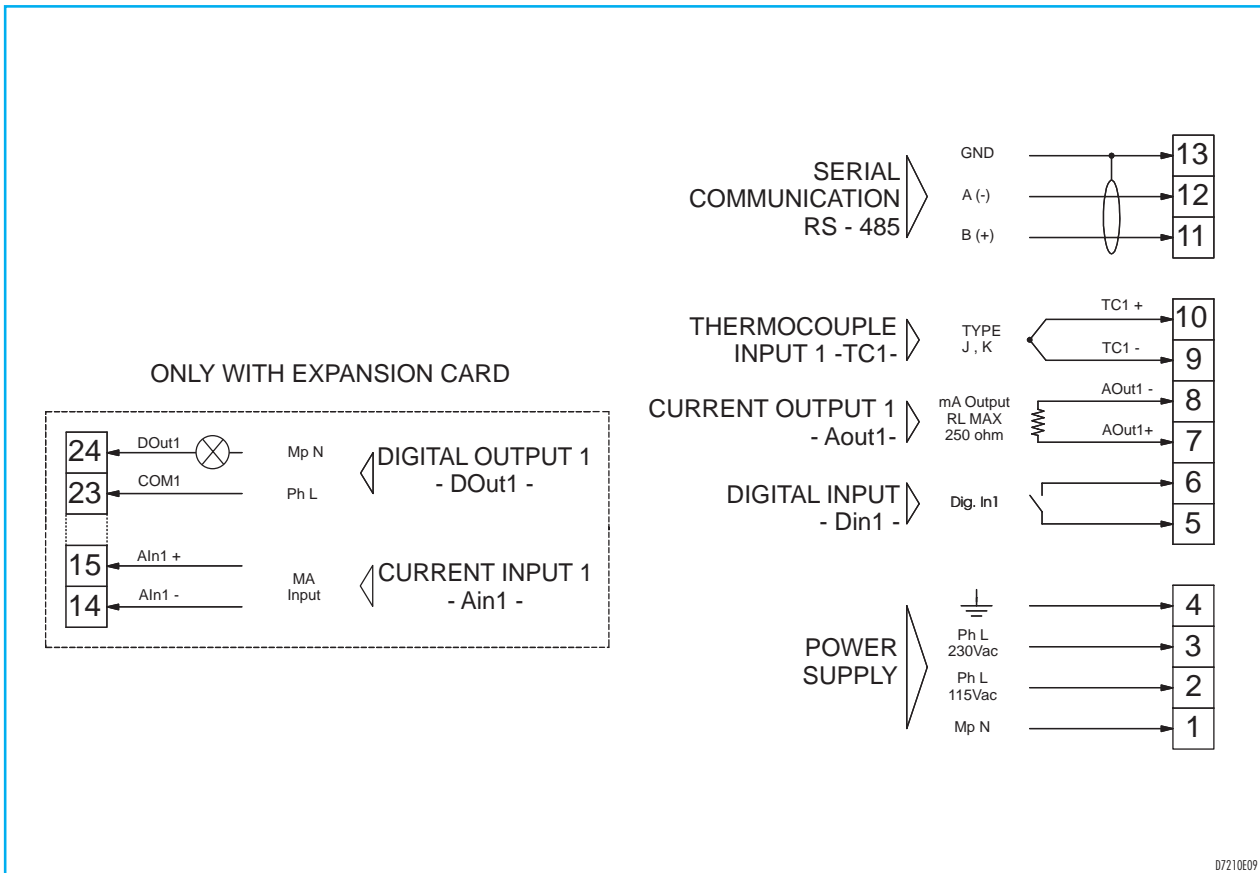 ONLY WITH EXPANSION CARD
24
DOut1
Mp N
23
COM1
Ph L
DIGITAL OUTPUT 1
- DOut1 -
15
AIn1 +
14
AIn1 -
MA
Input
CURRENT INPUT 1
- Ain1 -
SERIAL
COMMUNICATION
RS - 485
GND
13
A (-)
12
B (+)
11
THERMOCOUPLE
INPUT 1 -TC1-
TYPE
J , K
TC1 +
10
TC1 -
9
CURRENT OUTPUT 1
- Aout1-
mA Output
RL MAX
250 ohm
AOut1 -
8
AOut1+
7
DIGITAL INPUT
- Din1 -
Dig. In1
6
5
POWER
SUPPLY
4
Ph L
230Vac
3
Ph L
115Vac
2
Mp N
1
D7210E09